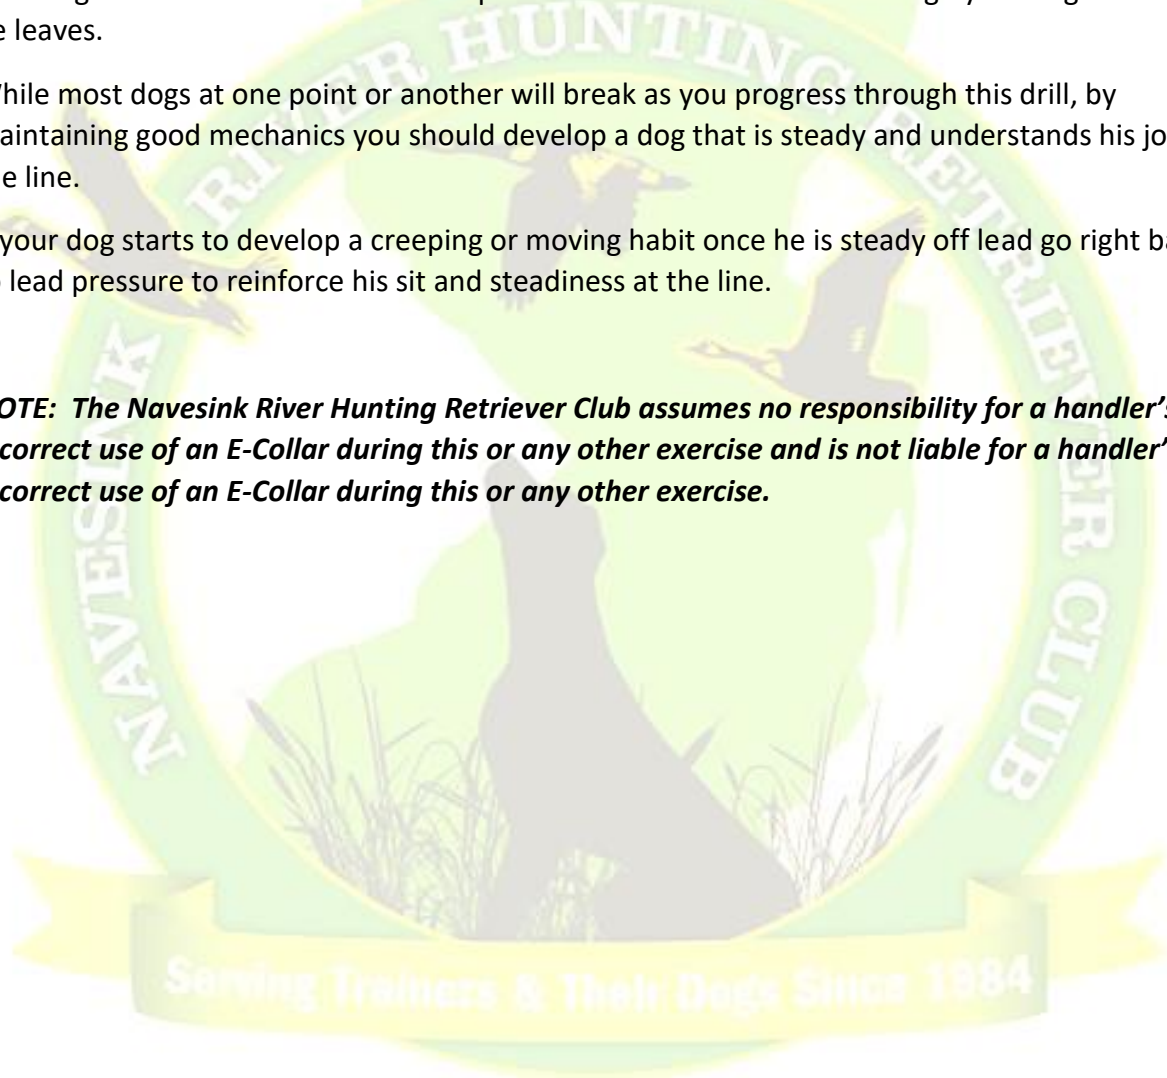 e leaves.
hile most dogs at one point or another will break as you progress through this drill, by
aintaining good mechanics you should develop a dog that is steady and understands his jo
e line.
your dog starts to develop a creeping or moving habit once he is steady off lead go right ba
lead pressure to reinforce his sit and steadiness at the line.
OTE: The Navesink River Hunting Retriever Club assumes no responsibility for a handler's
correct use of an E-Collar during this or any other exercise and is not liable for a handler'
correct use of an E-Collar during this or any other exercise.
NAVESINK RIVER HUNTING RETRIEVER CLUB
Serving Trainers & Their Dogs Since 1984